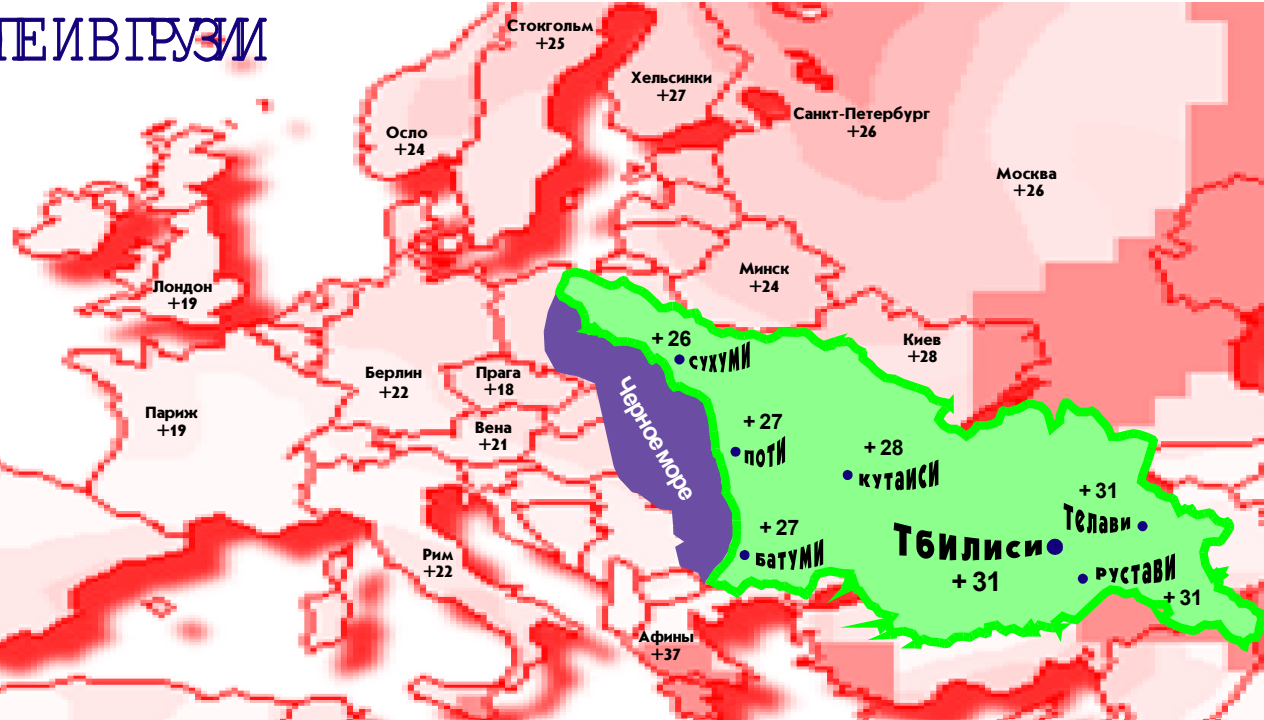 ПЕ И В ГРУЗИИ
Стокгольм
+25
Хельсинки
+27
Санкт-Петербург
+26
Осло
+24
Москва
+26
Лондон
+19
Минск
+24
Киев
+28
Берлин
+22
Прага
+18
Париж
+19
Вена
+21
Рим
+22
Афины
+37
Черное море
+ 26
сухуми
+ 27
поти
+ 28
кутаиси
+ 27
батуми
+ 31
Телави
Тбилиси
+ 31
рустави
+ 31